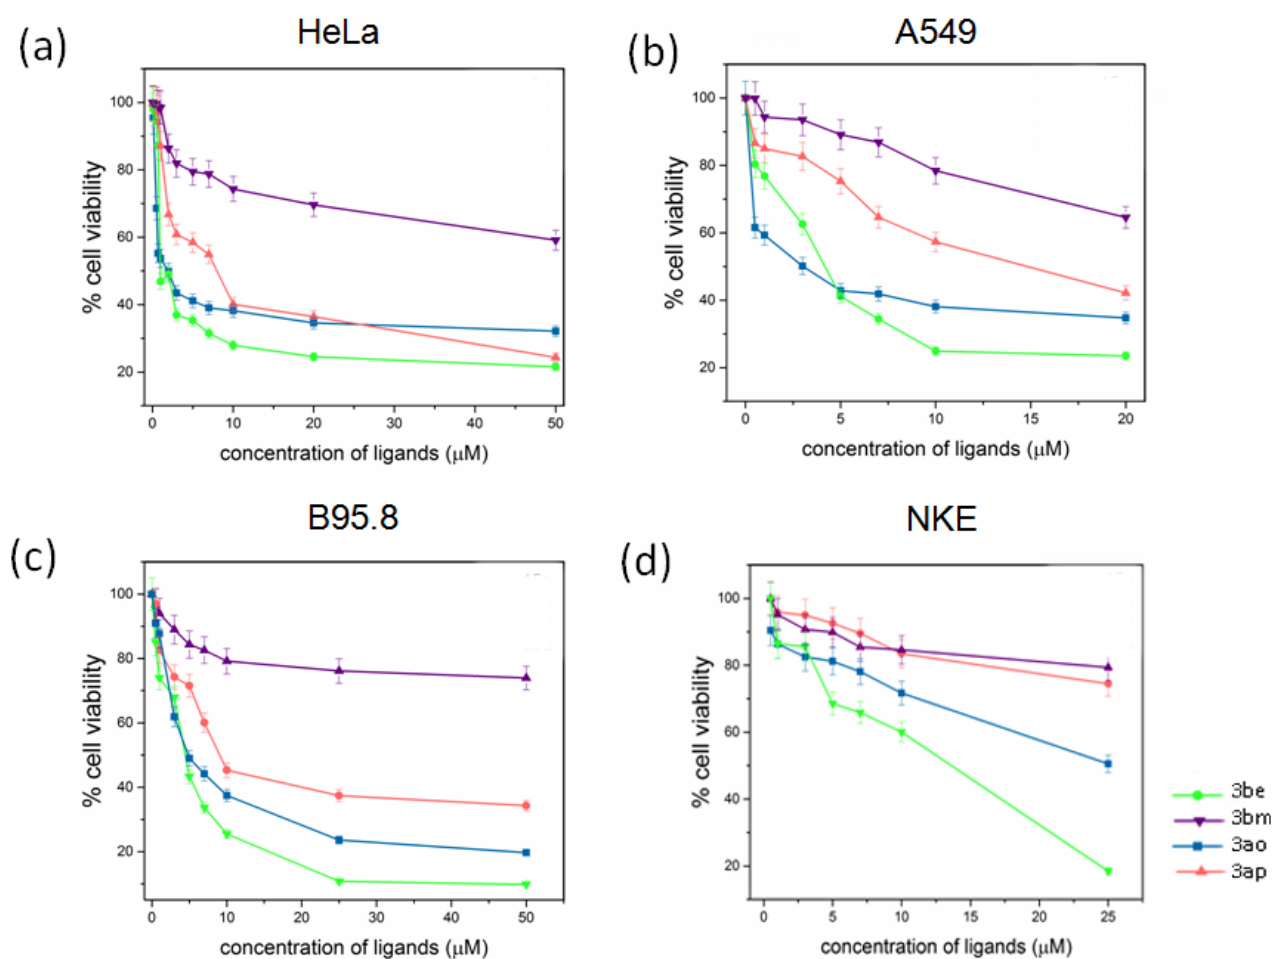 (a)
HeLa
% cell viability
100
80
60
40
20
0
10
20
30
40
50
concentration of ligands (μM)
(b)
A549
% cell viability
100
80
60
40
20
0
5
10
15
20
concentration of ligands (μM)
(c)
B95.8
% cell viability
100
80
60
40
20
0
10
20
30
40
50
concentration of ligands (μM)
(d)
NKE
% cell viability
100
80
60
40
20
0
5
10
15
20
25
concentration of ligands (μM)
3be
3bm
3ao
3ap